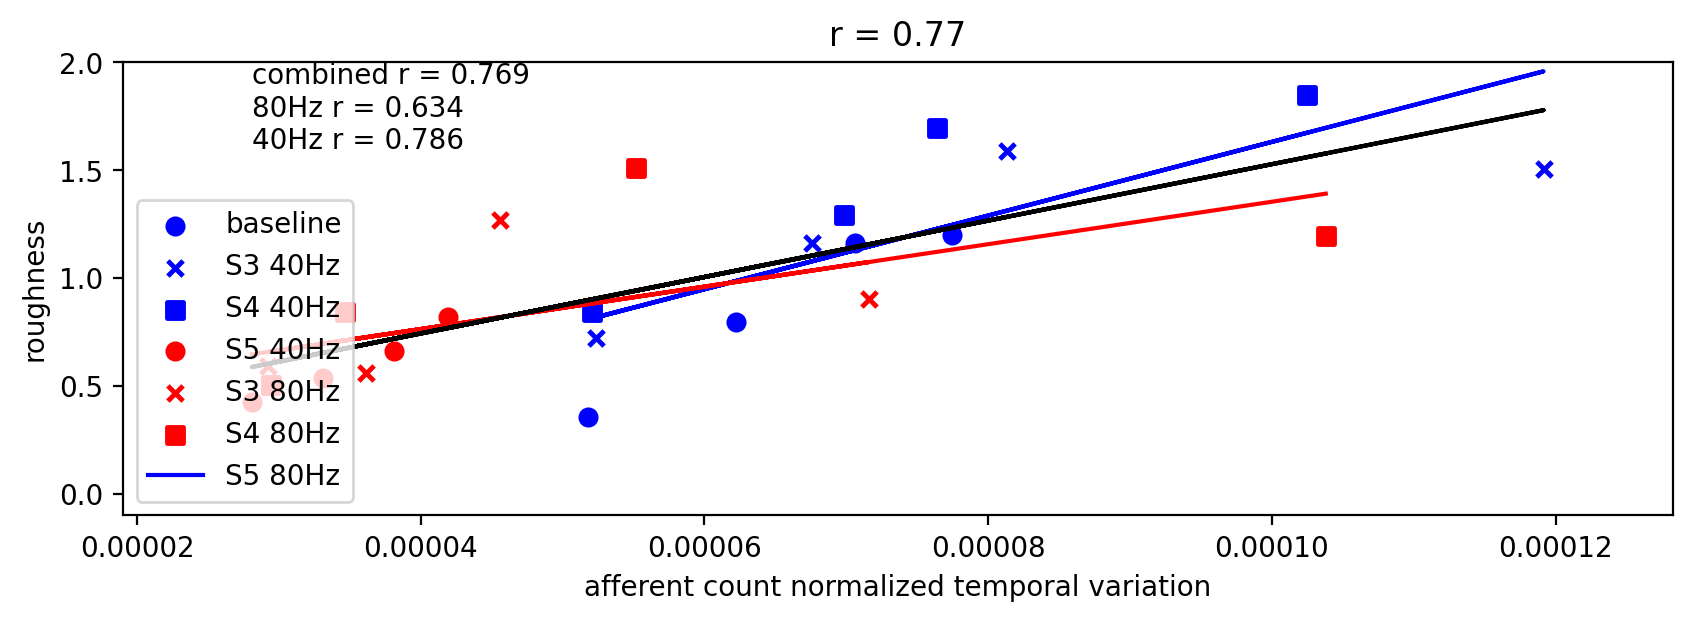 r = 0.77
combined r = 0.769
80Hz r = 0.634
40Hz r = 0.786
2.0
1.5
1.0
0.5
0.0
roughness
baseline
S3 40Hz
S4 40Hz
S5 40Hz
S3 80Hz
S4 80Hz
S5 80Hz
0.00002 0.00004 0.00006 0.00008 0.00010 0.00012
afferent count normalized temporal variation